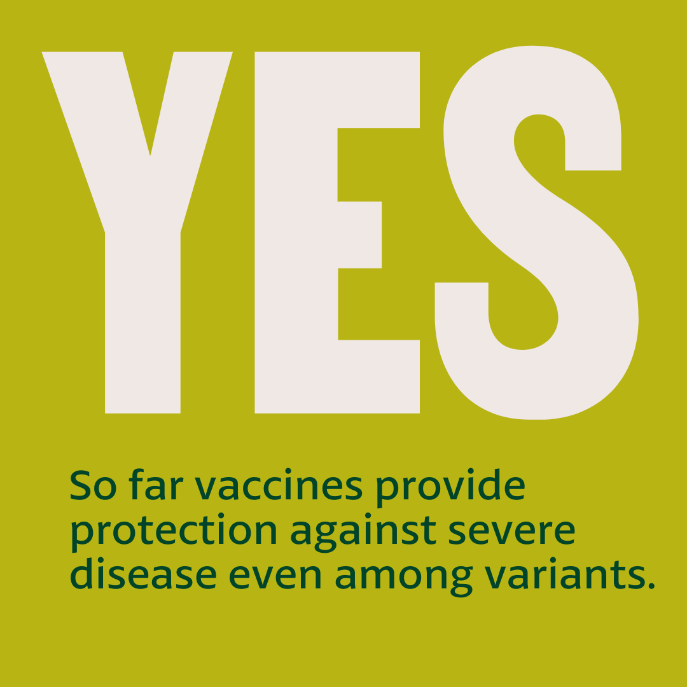 YES
So far vaccines provide
protection against severe
disease even among variants.